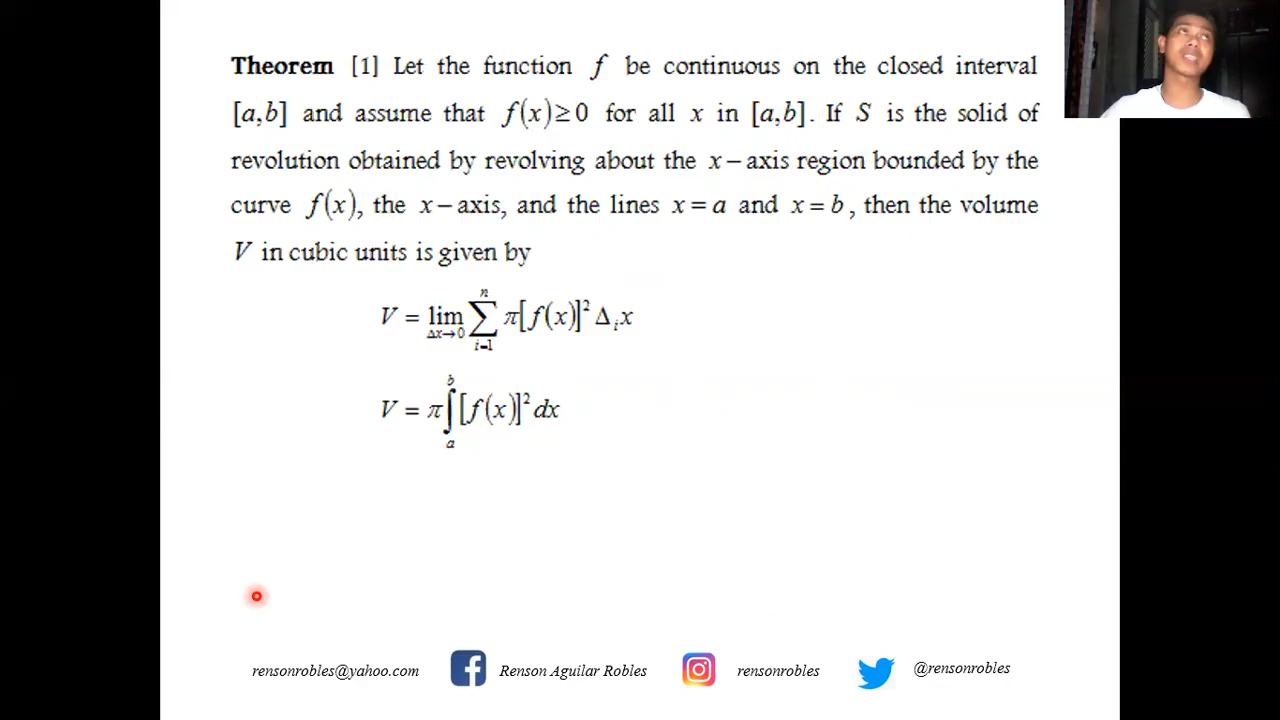 Theorem [1] Let the function f be continuous on the closed interval
[a,b] and assume that f(x)≥0 for all x in [a,b]. If S is the solid of
revolution obtained by revolving about the x−axis region bounded by the
curve f(x), the x−axis, and the lines x=a and x=b, then the volume
V in cubic units is given by
V = lim_{Δx→0} ∑_{i=1}^{n} π[f(x)]² Δᵢx
V = π∫_{a}^{b} [f(x)]² dx
rensonrobles@yahoo.com Renson Aguilar Robles rensonrobles @rensonrobles